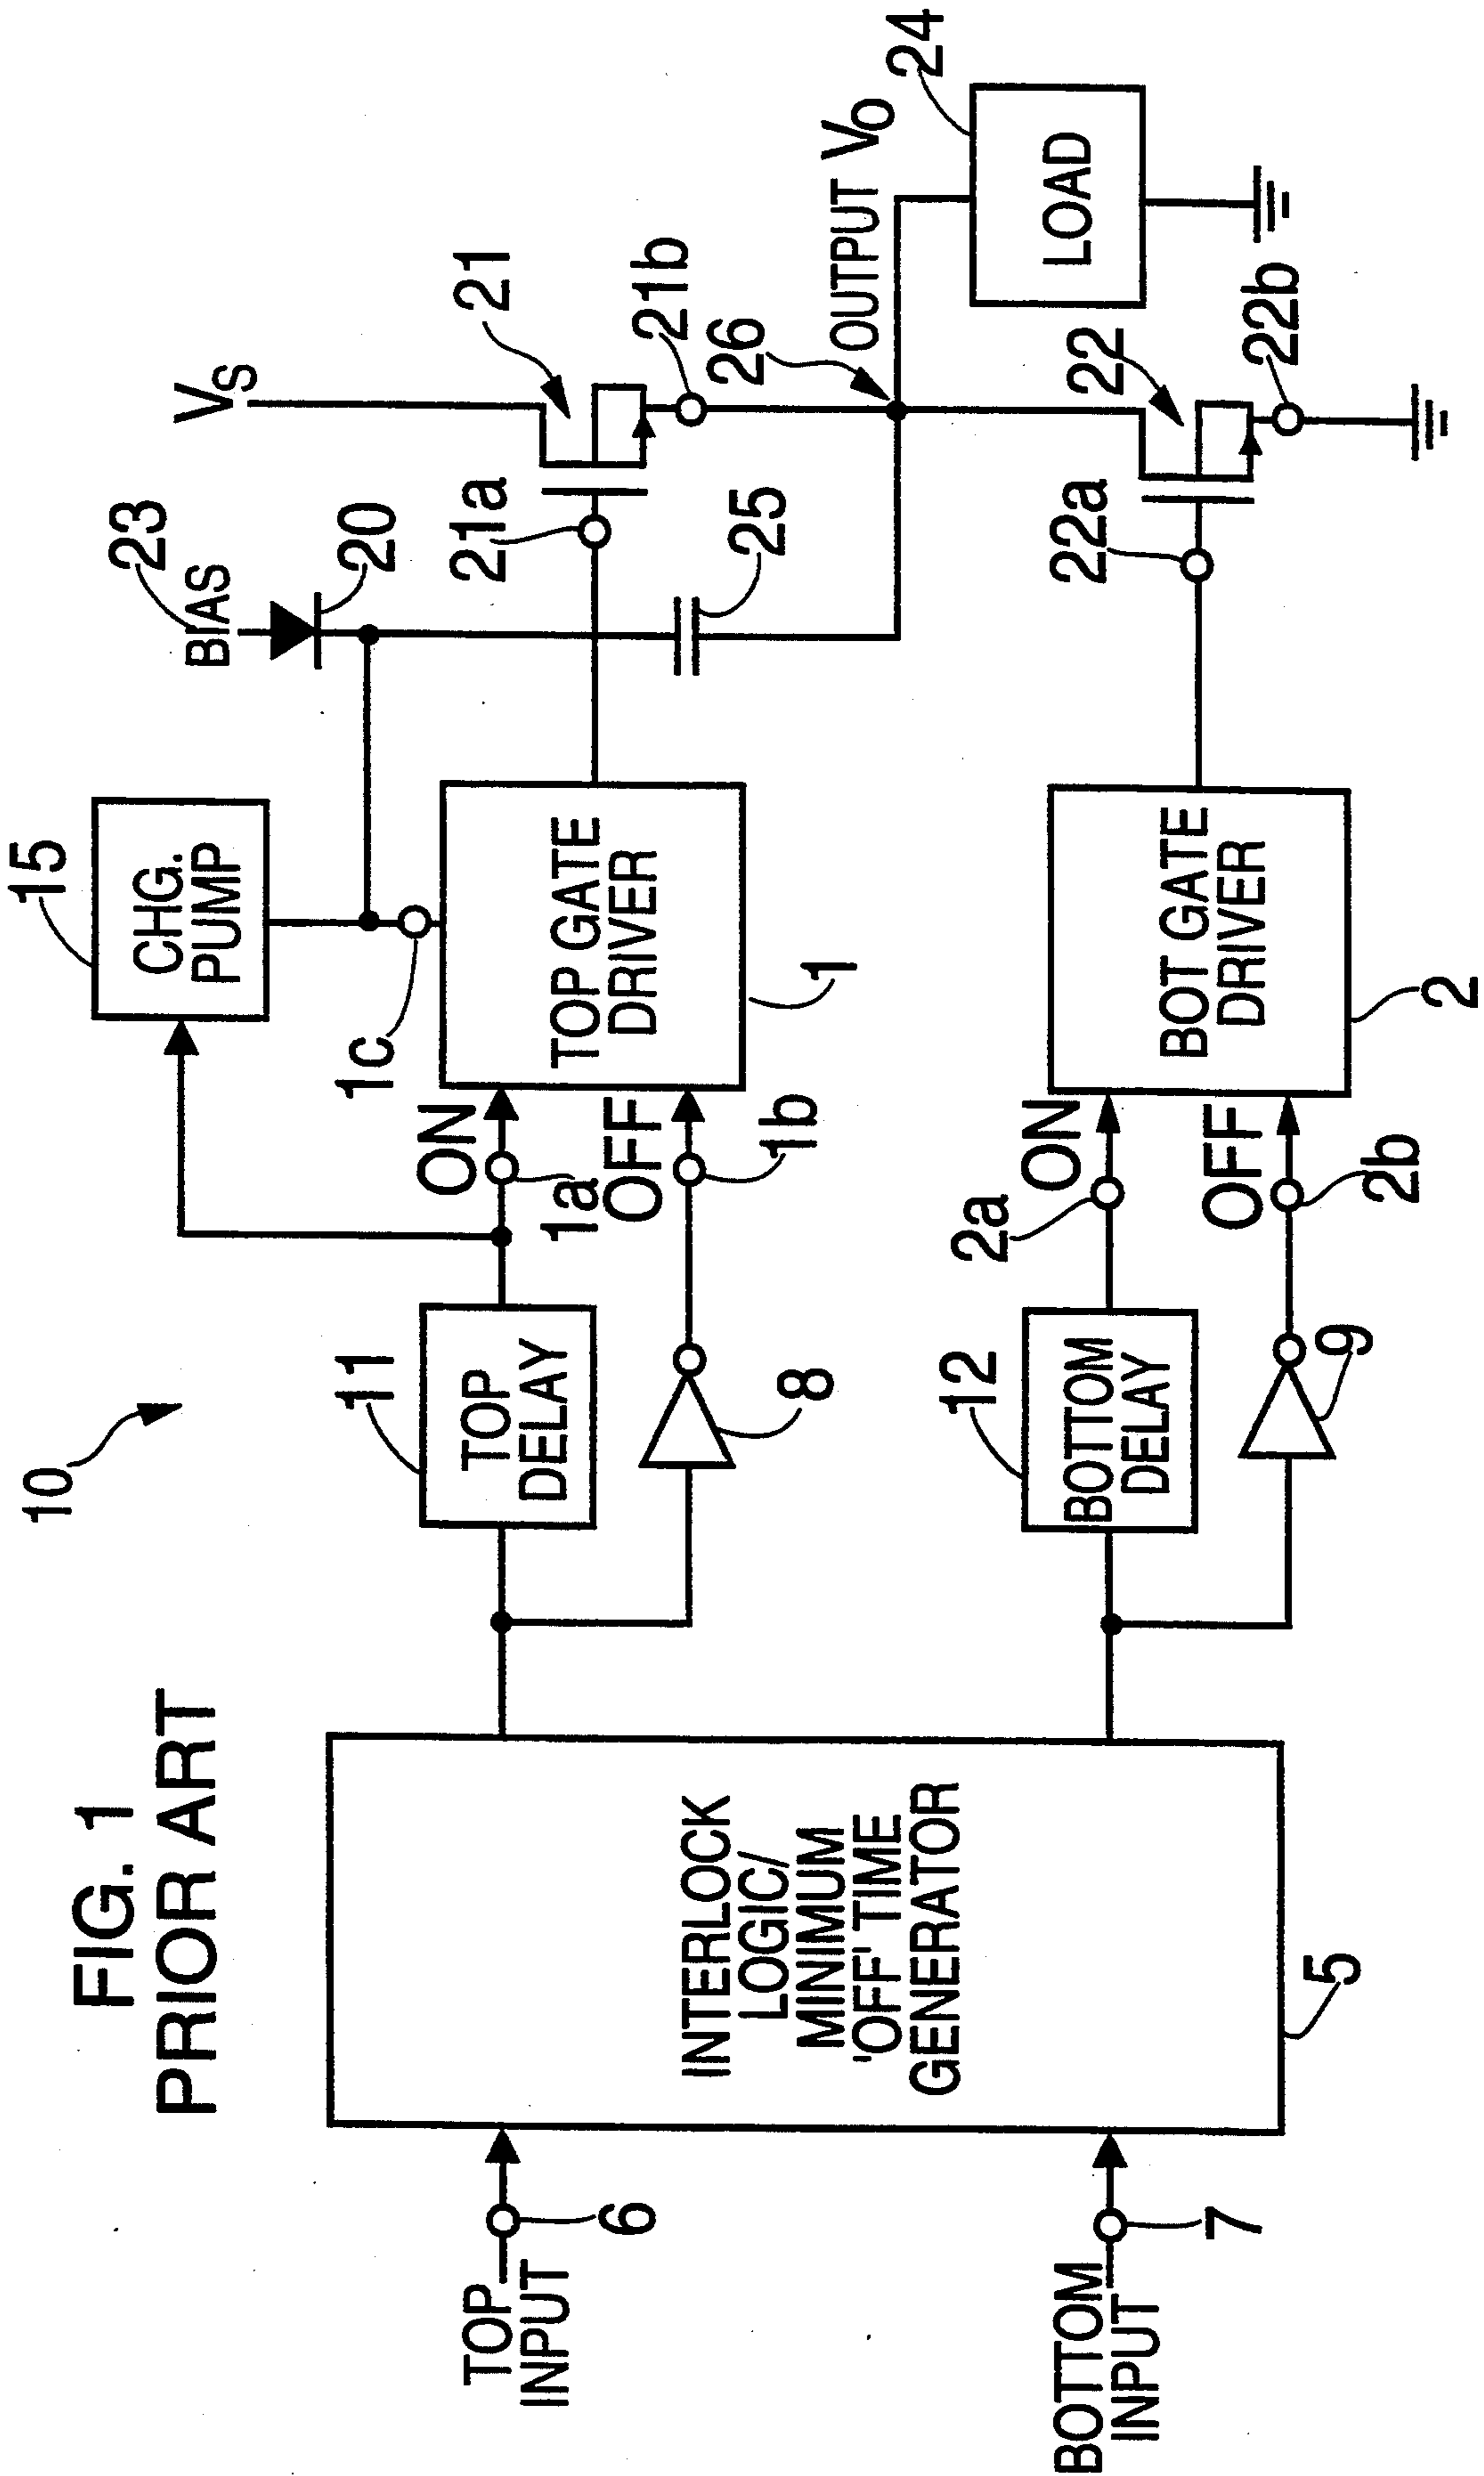 FIG. 1
PRIOR ART
10
15
CHG.
PUMP
23
BIAS
20
VS
21
21a
21b
26
OUTPUT VO
24
LOAD
25
1c
TOP GATE
DRIVER
1
ON
1a
OFF
1b
11
TOP
DELAY
8
TOP
INPUT
6
INTERLOCK
LOGIC/
MINIMUM
'OFF' TIME
GENERATOR
5
BOTTOM
INPUT
7
12
BOTTOM
DELAY
9
2a
ON
OFF
2b
BOT GATE
DRIVER
2
22a
22
22b